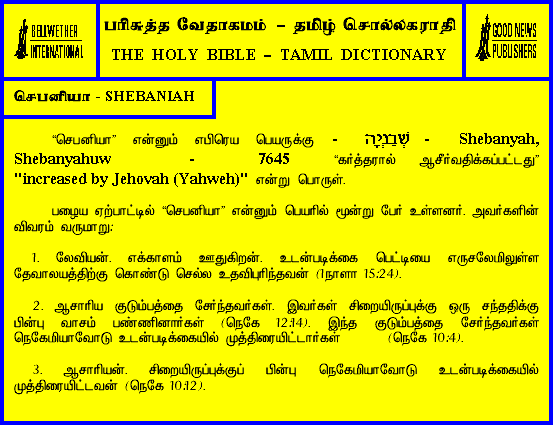 BELLWETHER
INTERNATIONAL
பரிசுத்த வேதாகமம் – தமிழ் சொல்லகராதி
THE HOLY BIBLE – TAMIL DICTIONARY
GOOD NEWS
PUBLISHERS
செபனியா - SHEBANIAH
“செபனியா” என்னும் எபிரெய பெயருக்கு - שְׁבַנְיָה - Shebanyah,
Shebanyahuw - 7645 “கர்த்தரால் ஆசீர்வதிக்கப்பட்டது”
"increased by Jehovah (Yahweh)" என்று பொருள்.
பழைய ஏற்பாட்டில் “செபனியா” என்னும் பெயரில் மூன்று பேர் உள்ளனர். அவர்களின்
விவரம் வருமாறு:
1. லேவியன். எக்காளம் ஊதுகிறன். உடன்படிக்கை பெட்டியை எருசலேமிலுள்ள
தேவாலயத்திற்கு கொண்டு செல்ல உதவிபுரிந்தவன் (1நாளா 15:24).
2. ஆசாரிய குடும்பத்தை சேர்ந்தவர்கள். இவர்கள் சிறையிருப்புக்கு ஒரு சந்ததிக்கு
பின்பு வாசம் பண்ணினார்கள் (நெகே 12:14). இந்த குடும்பத்தை சேர்ந்தவர்கள்
நெகேமியாவோடு உடன்படிக்கையில் முத்திரையிட்டார்கள் (நெகே 10:4).
3. ஆசாரியன். சிறையிருப்புக்குப் பின்பு நெகேமியாவோடு உடன்படிக்கையில்
முத்திரையிட்டவன் (நெகே 10:12).